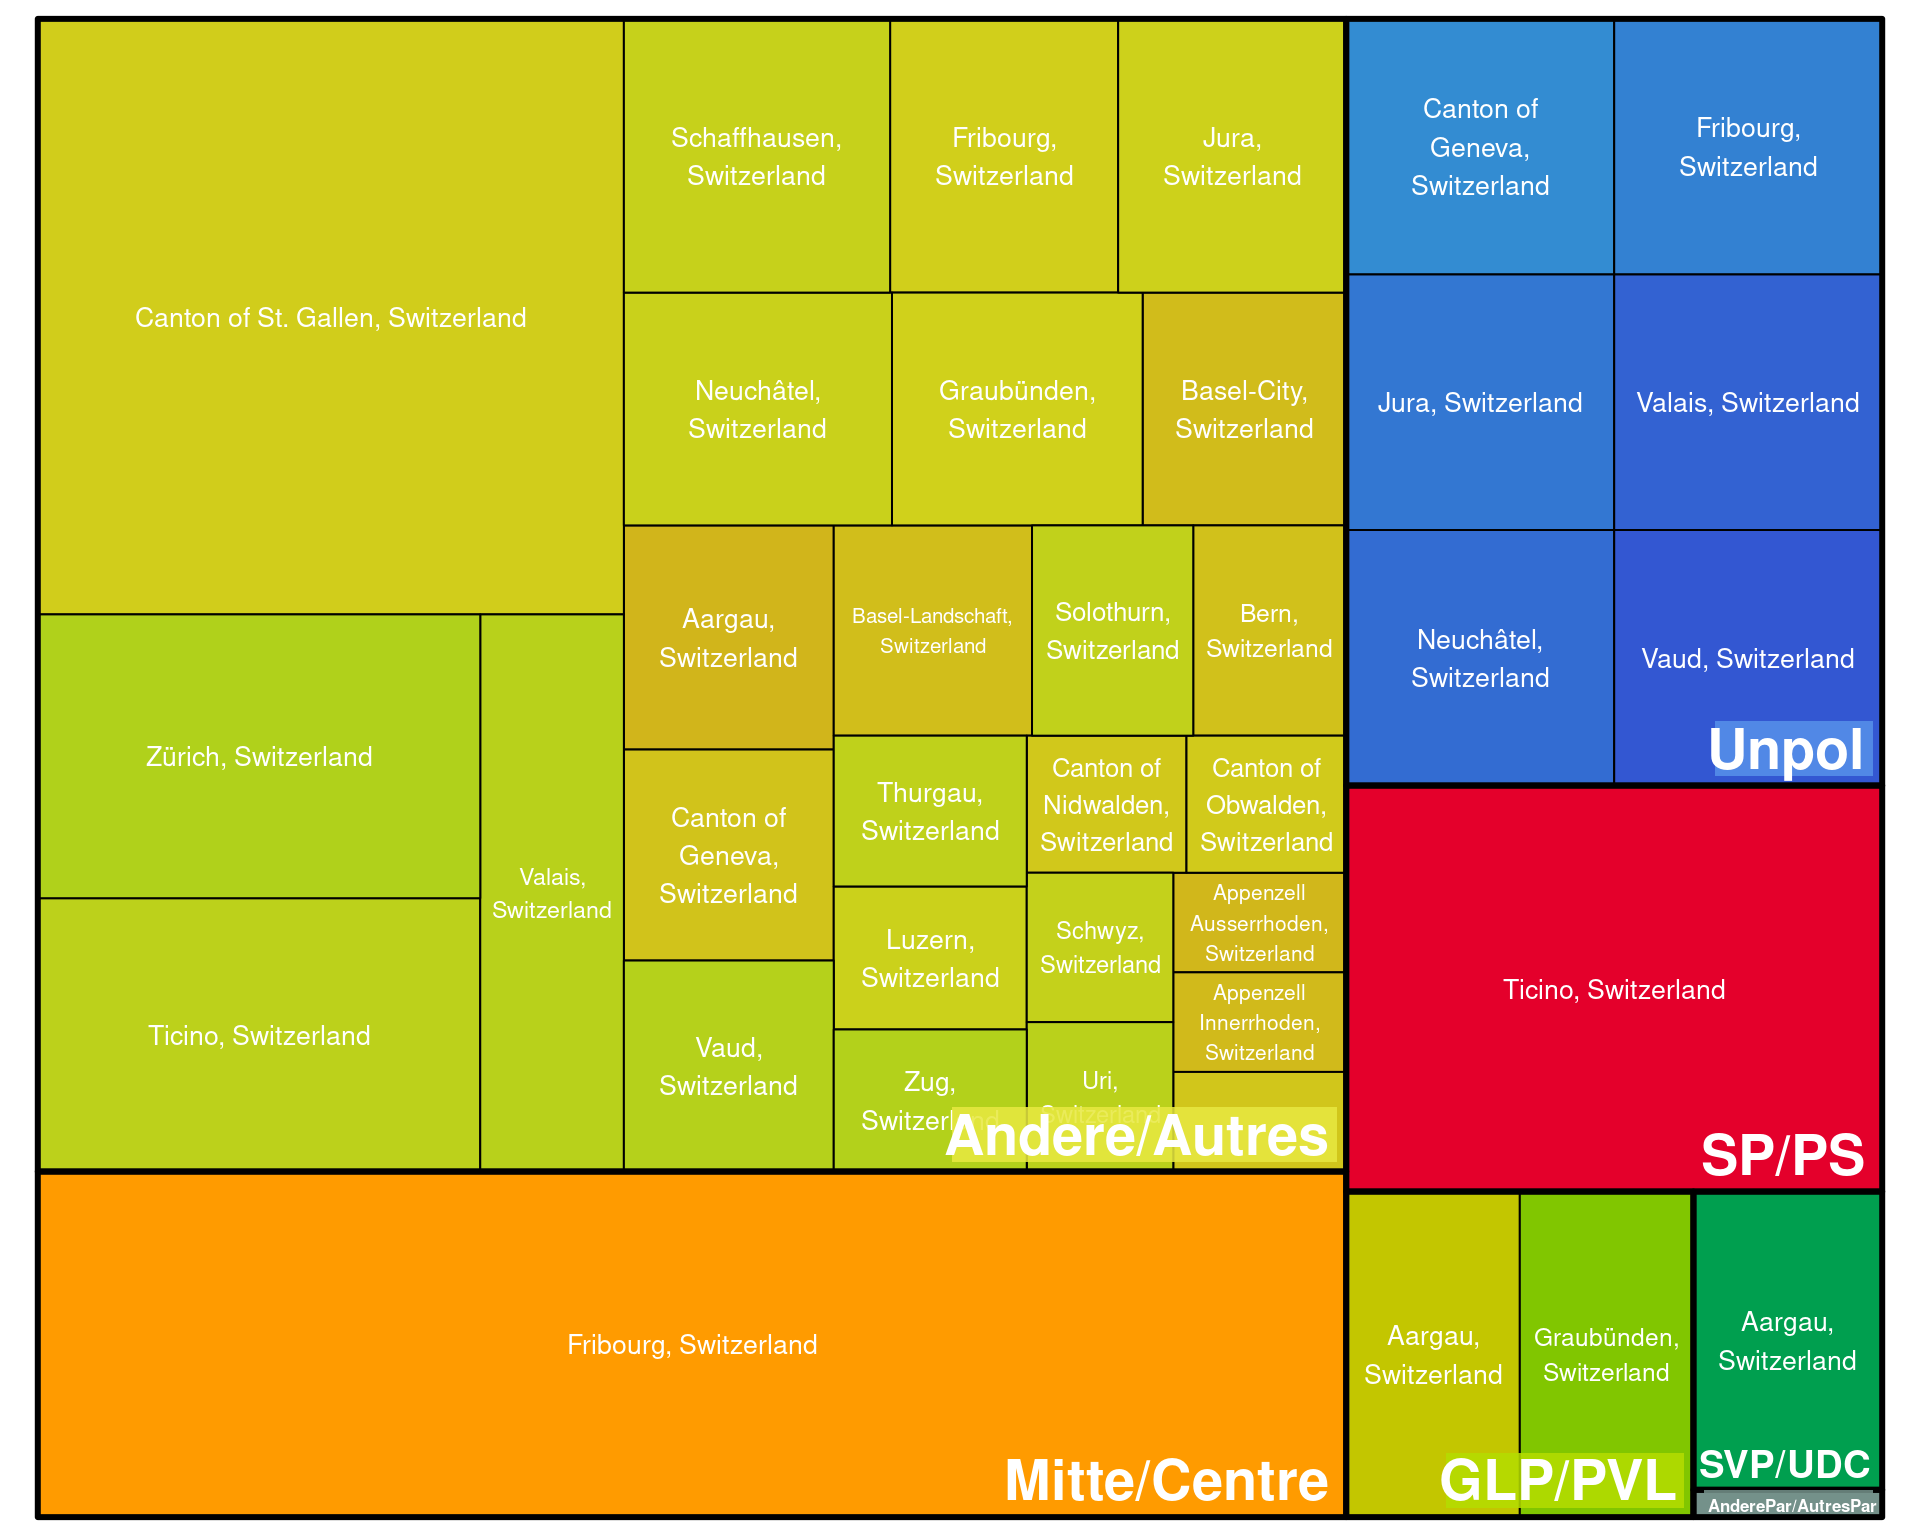 Canton of St. Gallen, Switzerland
Schaffhausen,
Switzerland
Fribourg,
Switzerland
Jura,
Switzerland
Neuchâtel,
Switzerland
Graubünden,
Switzerland
Basel-City,
Switzerland
Zürich, Switzerland
Ticino, Switzerland
Valais,
Switzerland
Aargau,
Switzerland
Basel-Landschaft,
Switzerland
Solothurn,
Switzerland
Bern,
Switzerland
Canton of
Geneva,
Switzerland
Vaud,
Switzerland
Thurgau,
Switzerland
Luzern,
Switzerland
Zug,
Switzerland
Canton of
Nidwalden,
Switzerland
Canton of
Obwalden,
Switzerland
Schwyz,
Switzerland
Uri,
Switzerland
Appenzell
Ausserrhoden,
Switzerland
Appenzell
Innerrhoden,
Switzerland
Andere/Autres
Fribourg, Switzerland
Mitte/Centre
Canton of
Geneva,
Switzerland
Fribourg,
Switzerland
Jura, Switzerland
Valais, Switzerland
Neuchâtel,
Switzerland
Vaud, Switzerland
Unpol
Ticino, Switzerland
SP/PS
Aargau,
Switzerland
Graubünden,
Switzerland
GLP/PVL
Aargau,
Switzerland
SVP/UDC
AnderePar/AutresPar